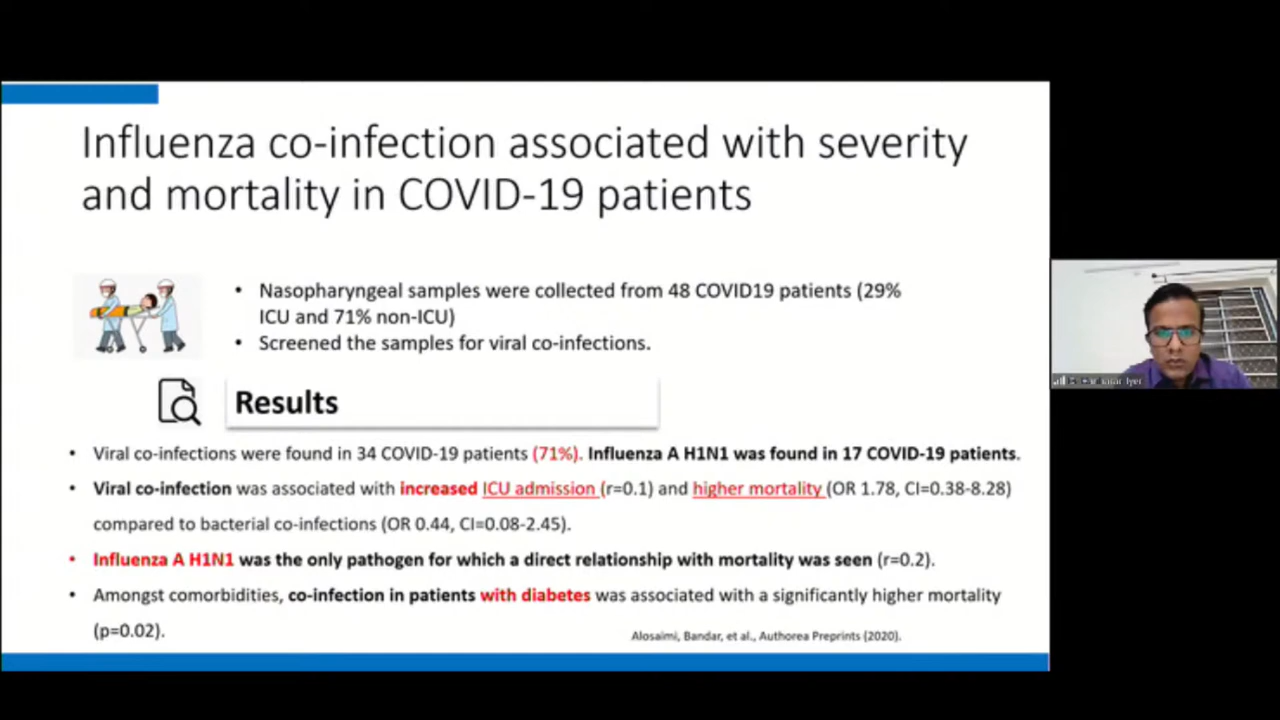 Influenza co-infection associated with severity
and mortality in COVID-19 patients
• Nasopharyngeal samples were collected from 48 COVID19 patients (29%
ICU and 71% non-ICU)
• Screened the samples for viral co-infections.
Results
• Viral co-infections were found in 34 COVID-19 patients (71%). Influenza A H1N1 was found in 17 COVID-19 patients.
• Viral co-infection was associated with increased ICU admission (r=0.1) and higher mortality (OR 1.78, CI=0.38-8.28)
compared to bacterial co-infections (OR 0.44, CI=0.08-2.45).
• Influenza A H1N1 was the only pathogen for which a direct relationship with mortality was seen (r=0.2).
• Amongst comorbidities, co-infection in patients with diabetes was associated with a significantly higher mortality
(p=0.02).
Alosaimi, Bandar, et al., Authorea Preprints (2020).
Iyer